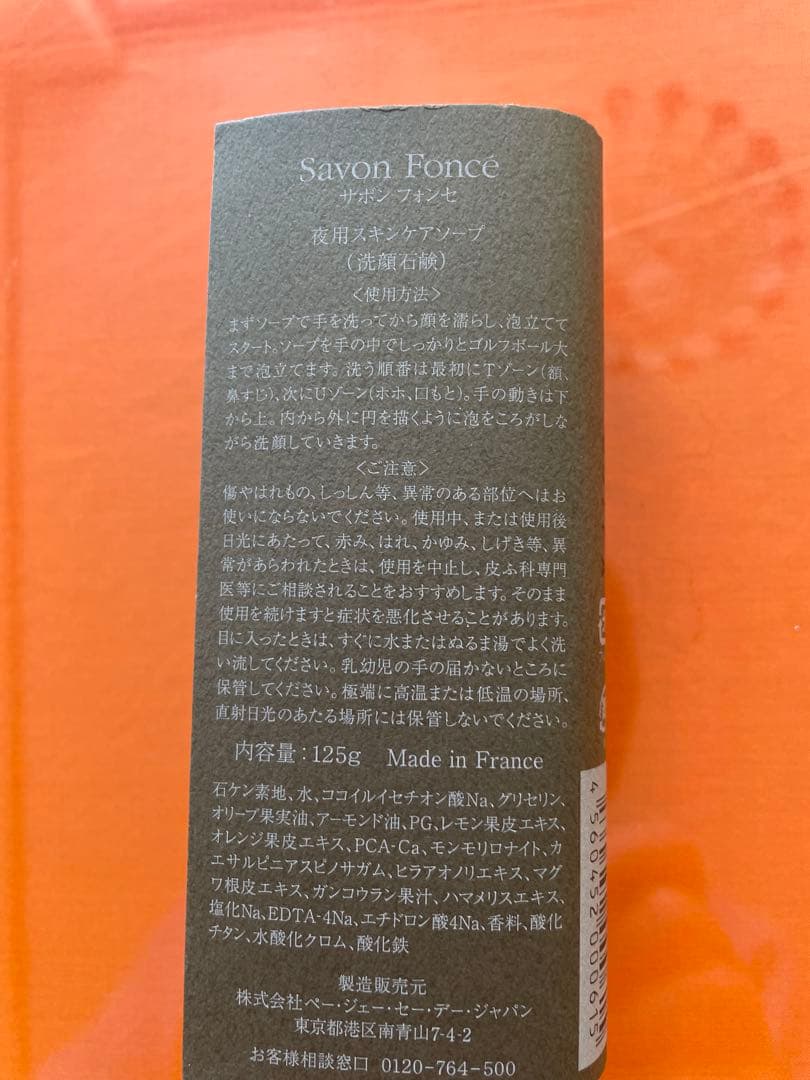 Savon Foncé
サボン フォンセ
夜用スキンケアソープ
（洗顔石鹸）
〈使用方法〉
まずソープで手を洗ってから顔を濡らし、泡立てて
スタート。ソープを手の中でしっかりとゴルフボール大
まで泡立てます。洗う順番は最初にTゾーン（額、
鼻すじ）、次にUゾーン（ホホ、口もと）。手の動きは下
から上。内から外に円を描くように泡をころがしな
がら洗顔していきます。
〈ご注意〉
傷やはれもの、しっしん等、異常のある部位へはお
使いにならないでください。使用中、または使用後
日光にあたって、赤み、はれ、かゆみ、しげき等、異
常があらわれたときは、使用を中止し、皮ふ科専門
医等にご相談されることをおすすめします。そのまま
使用を続けますと症状を悪化させることがあります。
目に入ったときは、すぐに水またはぬるま湯でよく洗
い流してください。乳幼児の手の届かないところに
保管してください。極端に高温または低温の場所、
直射日光のあたる場所には保管しないでください。
内容量：125g Made in France
石ケン素地、水、ココイルイセチオン酸Na、グリセリン、
オリーブ果実油、アーモンド油、PG、レモン果皮エキス、
オレンジ果皮エキス、PCA-Ca、モンモリロナイト、カ
エサルピニアスピノサガム、ヒラアオノリエキス、マグ
ワ根皮エキス、ガンコウラン果汁、ハマメリスエキス、
塩化Na、EDTA-4Na、エチドロン酸4Na、香料、酸化
チタン、水酸化クロム、酸化鉄
製造販売元
株式会社ペー・ジェー・セー・デー・ジャパン
東京都港区南青山7-4-2
お客様相談窓口 0120-764-500
4560452000615